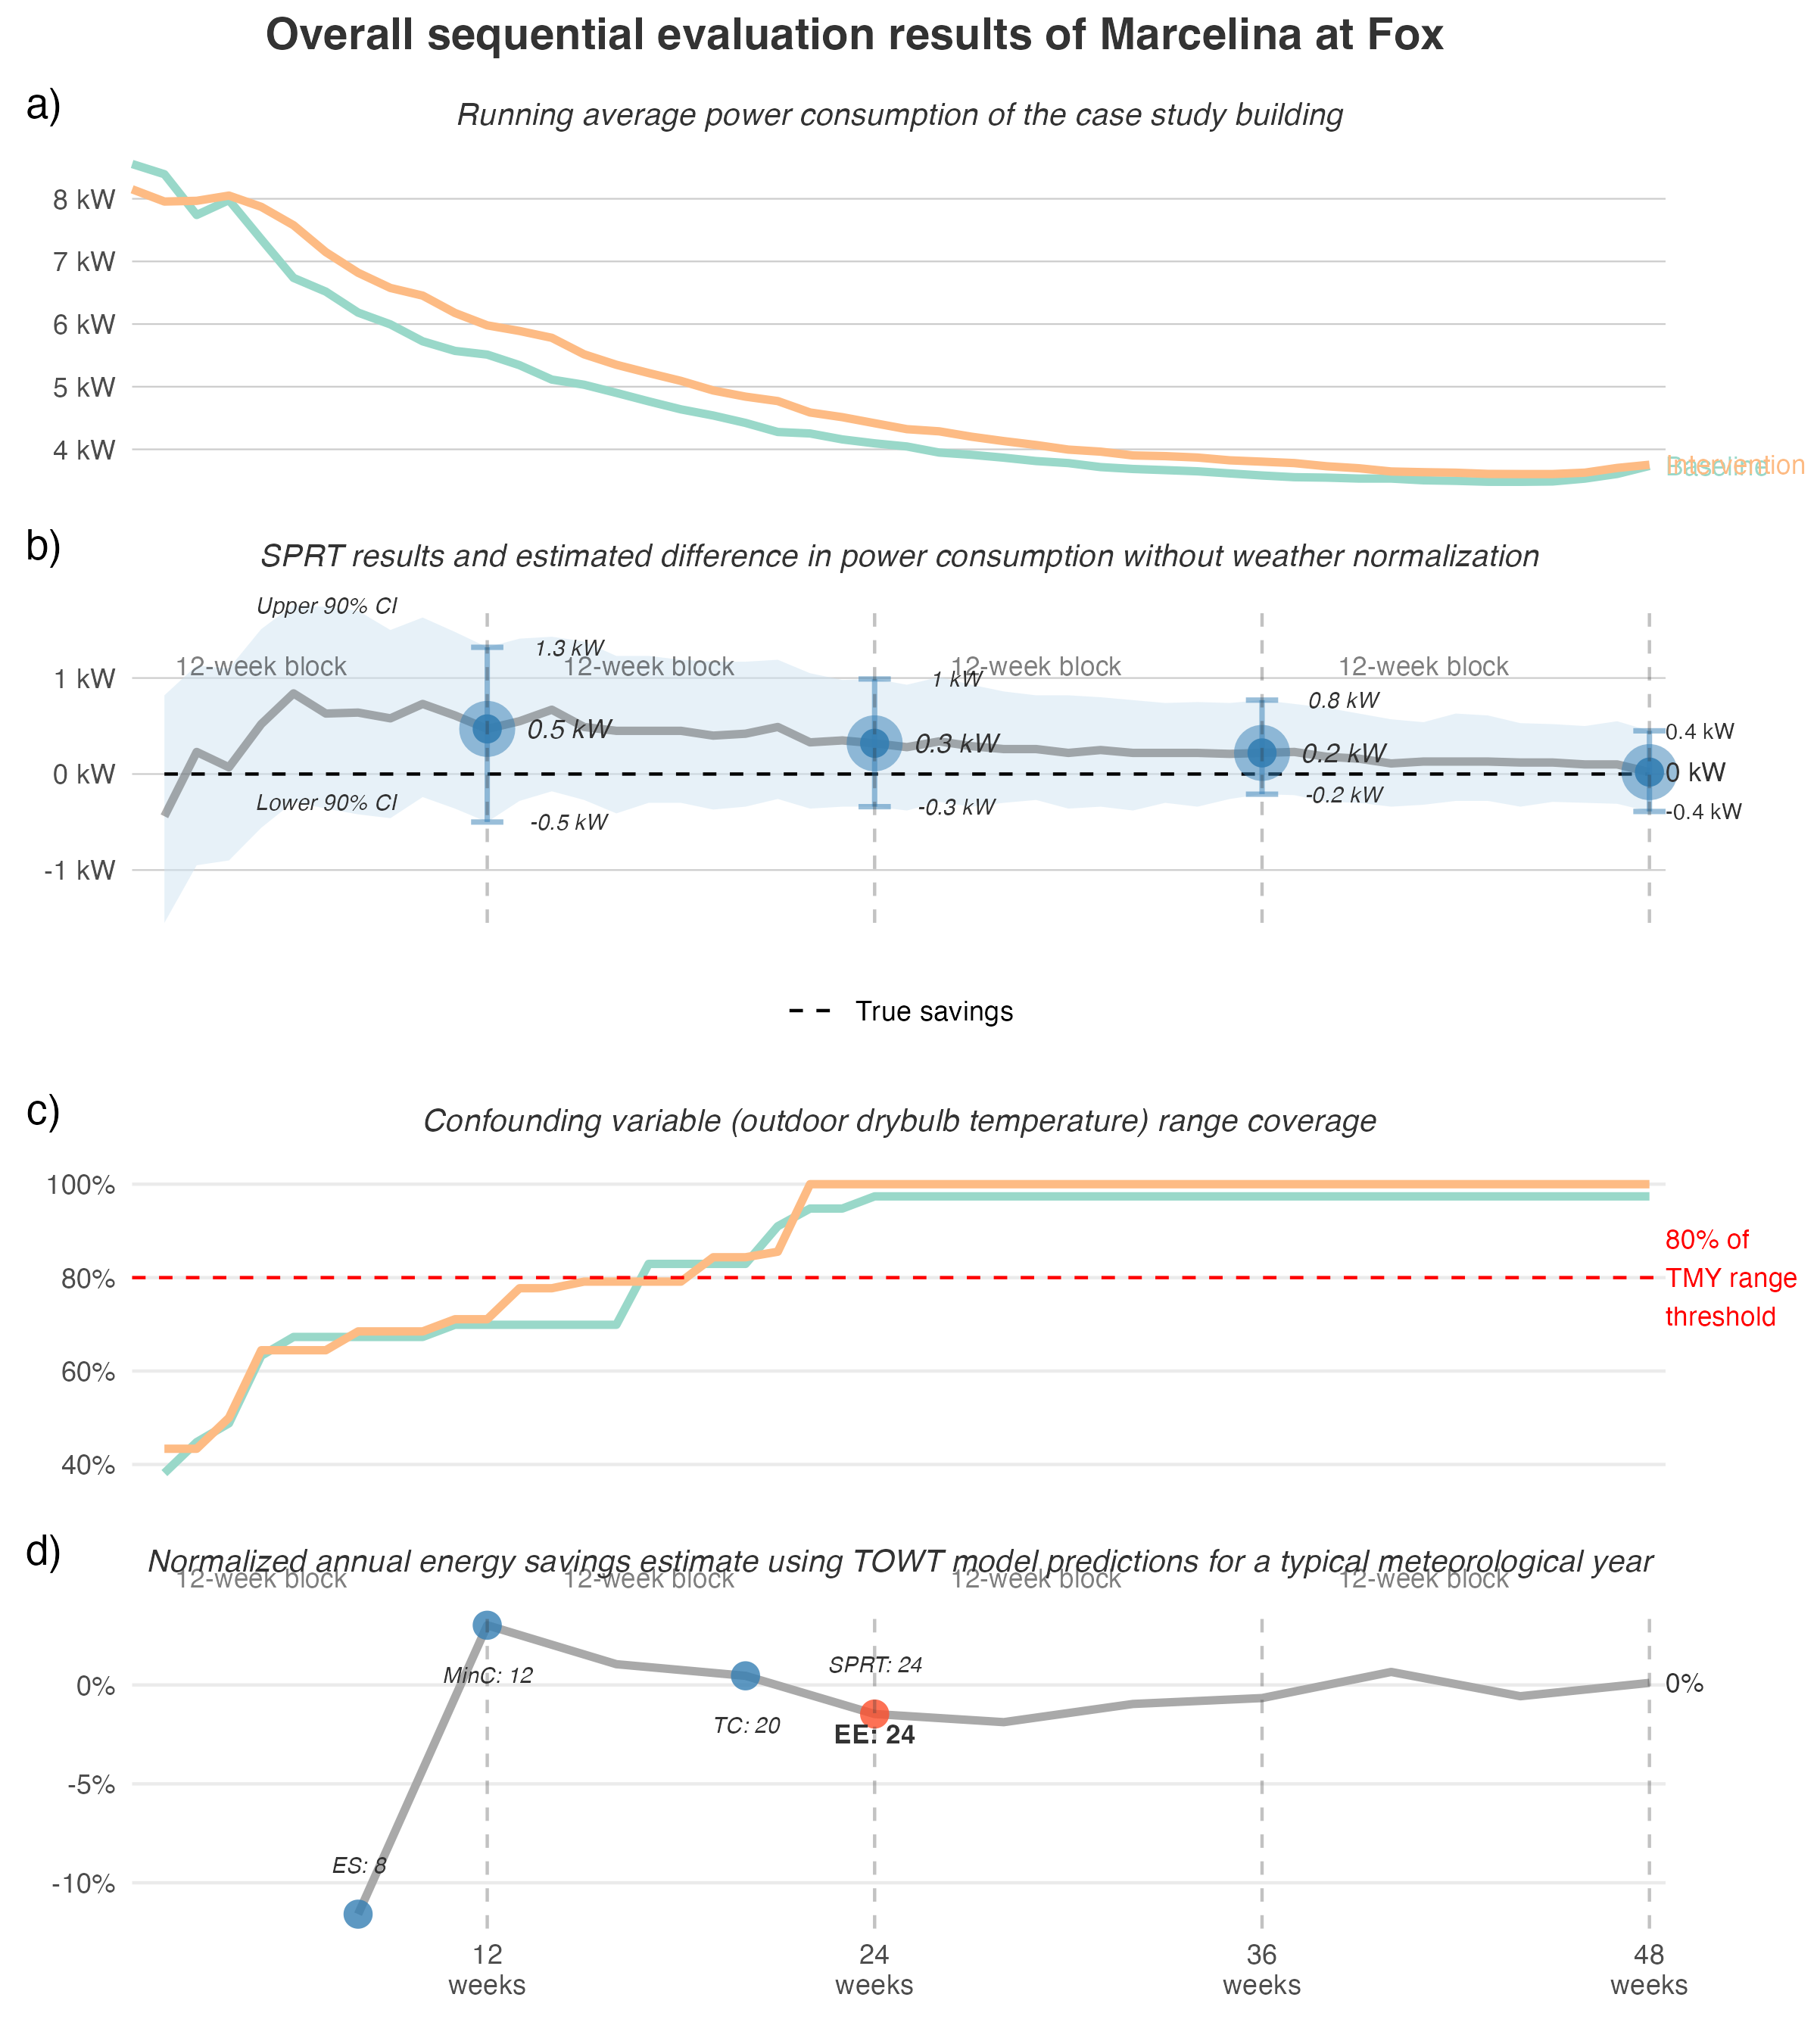 Overall sequential evaluation results of Marcelina at Fox
a)
Running average power consumption of the case study building
8 kW
7 kW
6 kW
5 kW
4 kW
Intervention
Baseline
b)
SPRT results and estimated difference in power consumption without weather normalization
Upper 90% CI
12-week block
12-week block
12-week block
12-week block
1.3 kW
1 kW
0.8 kW
0.4 kW
1 kW
0.5 kW
0.3 kW
0.2 kW
0 kW
0 kW
Lower 90% CI
-0.5 kW
-0.3 kW
-0.2 kW
-0.4 kW
-1 kW
True savings
c)
Confounding variable (outdoor drybulb temperature) range coverage
100%
80%
60%
40%
80% of
TMY range
threshold
d)
Normalized annual energy savings estimate using TOWT model predictions for a typical meteorological year
12-week block
12-week block
12-week block
12-week block
MinC: 12
SPRT: 24
0%
0%
TC: 20
EE: 24
-5%
ES: 8
-10%
12
weeks
24
weeks
36
weeks
48
weeks